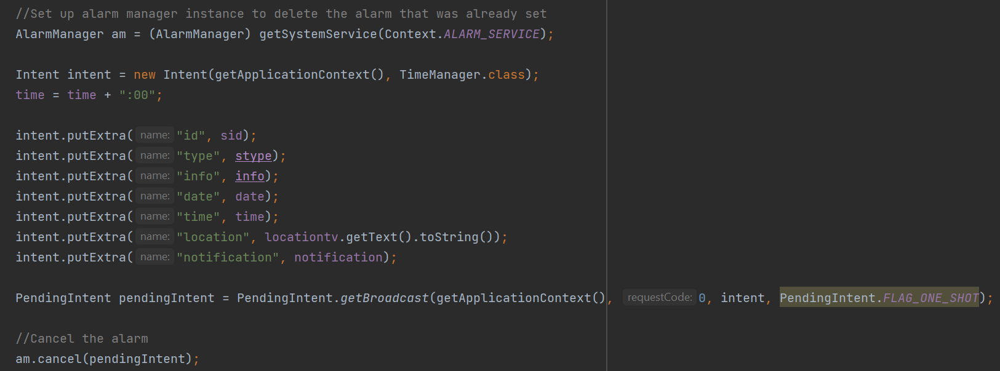 //Set up alarm manager instance to delete the alarm that was already set
AlarmManager am = (AlarmManager) getSystemService(Context.ALARM_SERVICE);
Intent intent = new Intent(getApplicationContext(), TimeManager.class);
time = time + ":00";
intent.putExtra( name: "id", sid);
intent.putExtra( name: "type", stype);
intent.putExtra( name: "info", info);
intent.putExtra( name: "date", date);
intent.putExtra( name: "time", time);
intent.putExtra( name: "location", locationtv.getText().toString());
intent.putExtra( name: "notification", notification);
PendingIntent pendingIntent = PendingIntent.getBroadcast(getApplicationContext(), requestCode: 0, intent, PendingIntent.FLAG_ONE_SHOT);
//Cancel the alarm
am.cancel(pendingIntent);